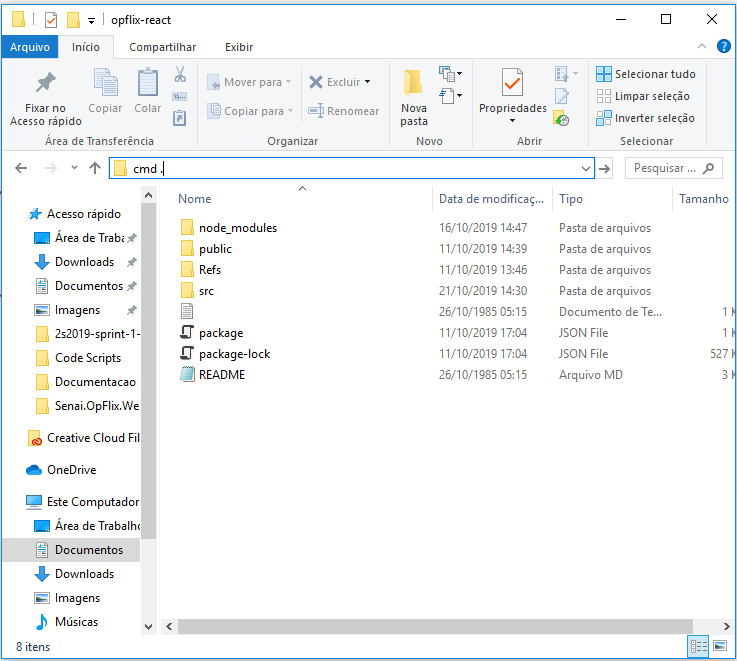 opflix-react
Arquivo Início Compartilhar Exibir
Fixar no Acesso rápido
Copiar
Colar
Área de Transferência
Mover para
Copiar para
Excluir
Renomear
Organizar
Nova pasta
Novo
Propriedades
Abrir
Selecionar tudo
Limpar seleção
Inverter seleção
Selecionar
cmd .
Pesquisar ...
Acesso rápido
Área de Traba
Downloads
Documentos
Imagens
2s2019-sprint-1-
Code Scripts
Documentacao
Senai.OpFlix.We
Creative Cloud Fil
OneDrive
Este Computador
Área de Trabalho
Documentos
Downloads
Imagens
Músicas
Nome Data de modificaç... Tipo Tamanho
node_modules 16/10/2019 14:47 Pasta de arquivos
public 11/10/2019 14:39 Pasta de arquivos
Refs 11/10/2019 13:46 Pasta de arquivos
src 21/10/2019 14:30 Pasta de arquivos
26/10/1985 05:15 Documento de Te... 1 K
package 11/10/2019 17:04 JSON File 1 K
package-lock 11/10/2019 17:04 JSON File 527 K
README 26/10/1985 05:15 Arquivo MD 3 K
8 itens